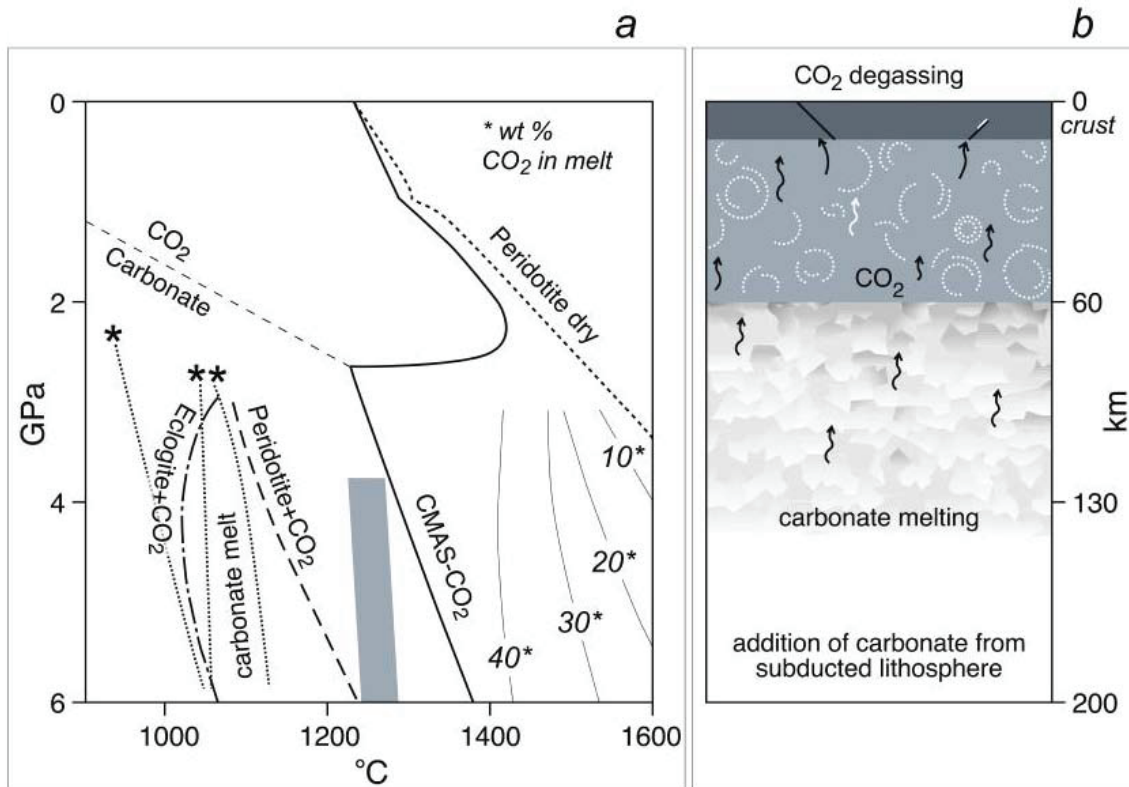 a
b
* wt %
CO2 in melt
CO2
Carbonate
Peridotite dry
*
* *
Eclogite+CO2
carbonate melt
Peridotite+CO2
CMAS-CO2
10*
20*
30*
40*
0
2
4
6
GPa
1000
1200
1400
1600
°C
CO2 degassing
0
crust
CO2
60
km
carbonate melting
130
addition of carbonate from
subducted lithosphere
200